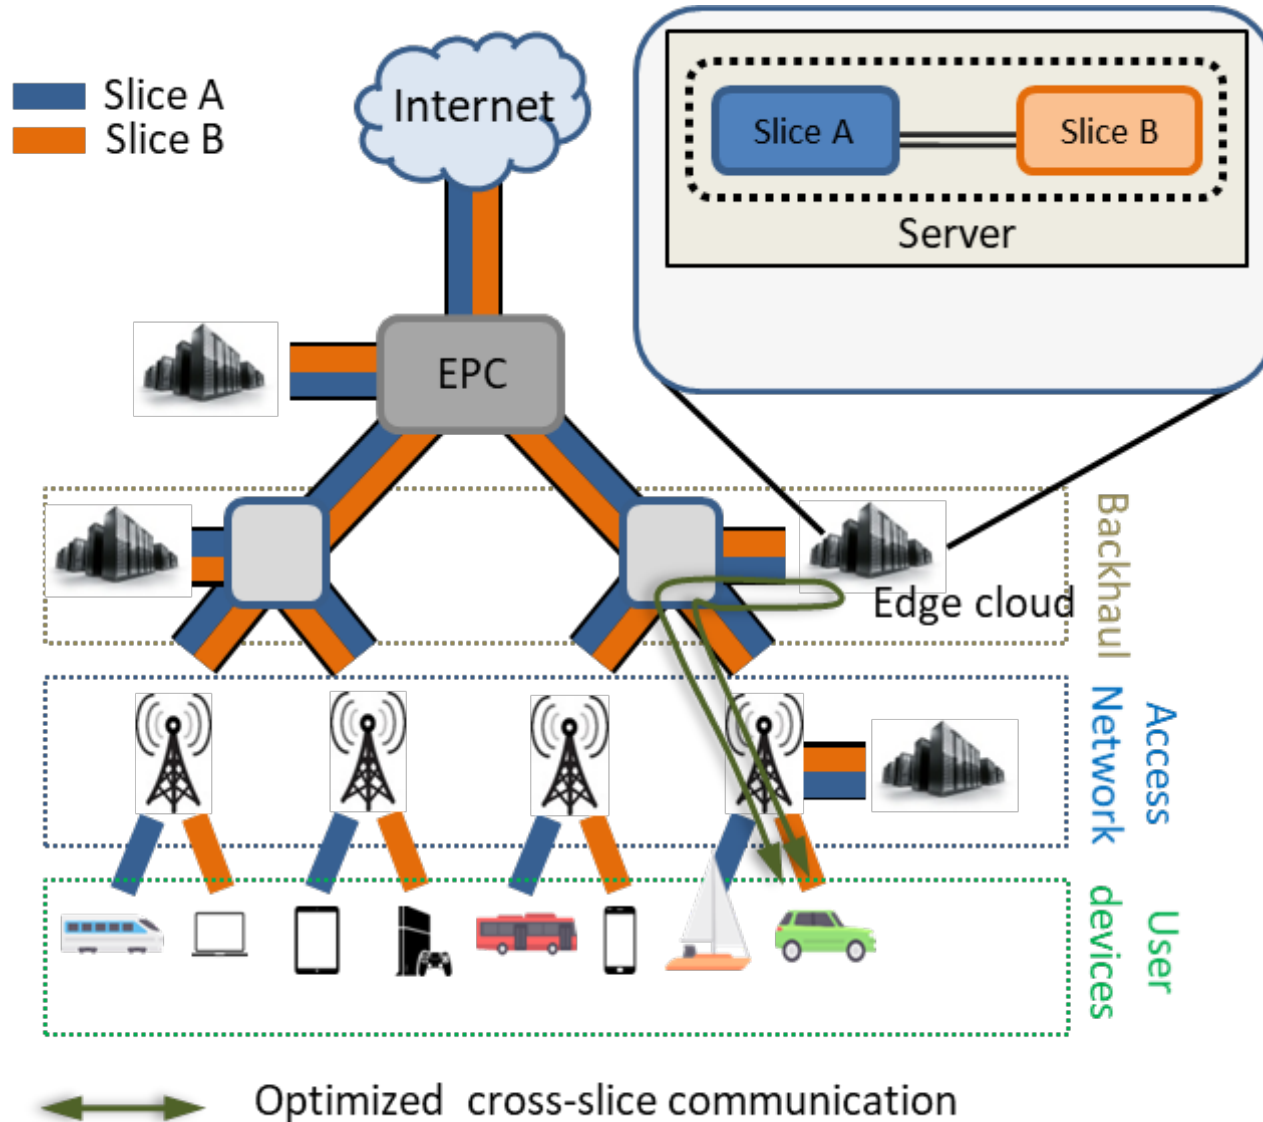 Slice A
Slice B
Internet
Slice A
Slice B
Server
EPC
Edge cloud
Backhaul
Access
Network
User
devices
Optimized cross-slice communication